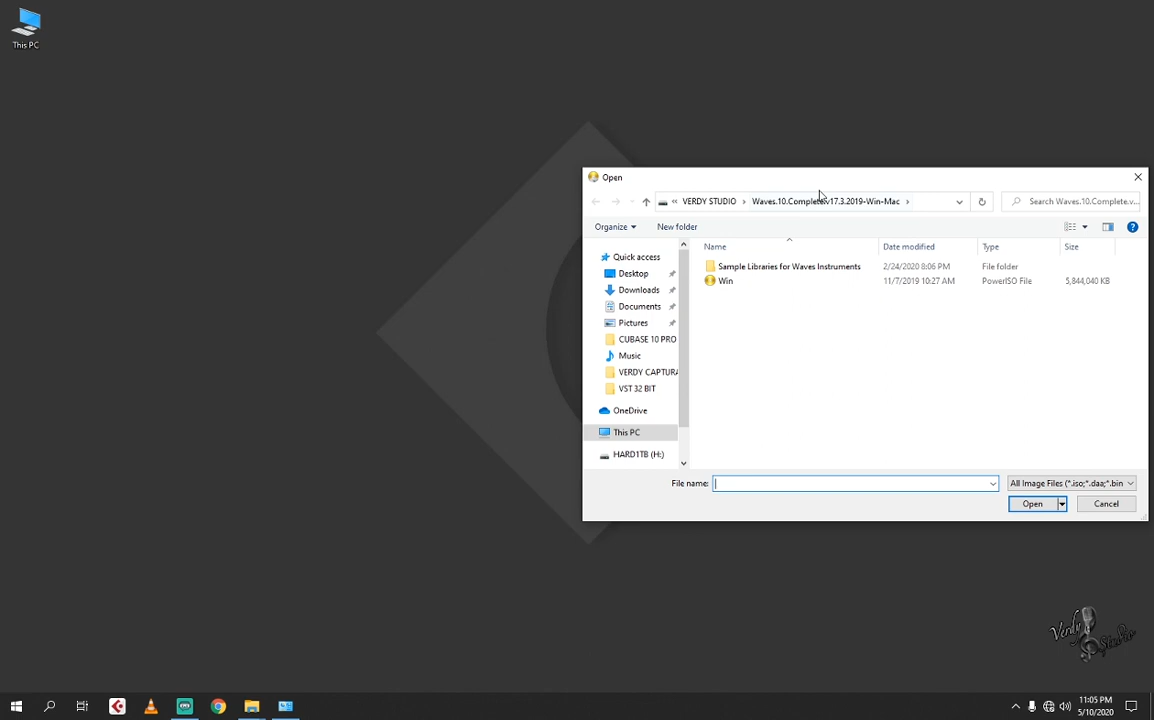 This PC
Open
« VERDY STUDIO › Waves.10.Complete.v17.3.2019-Win-Mac ›
Search Waves.10.Complete.v...
Organize
New folder
Name
Date modified
Type
Size
Quick access
Desktop
Downloads
Documents
Pictures
CUBASE 10 PRO
Music
VERDY CAPTURA
VST 32 BIT
OneDrive
This PC
HARD1TB (H:)
Sample Libraries for Waves Instruments
2/24/2020 8:06 PM
File folder
Win
11/7/2019 10:27 AM
PowerISO File
5,844,040 KB
File name:
All Image Files (*.iso;*.daa;*.bin
Open
Cancel
Verdy Studio
11:05 PM
5/10/2020